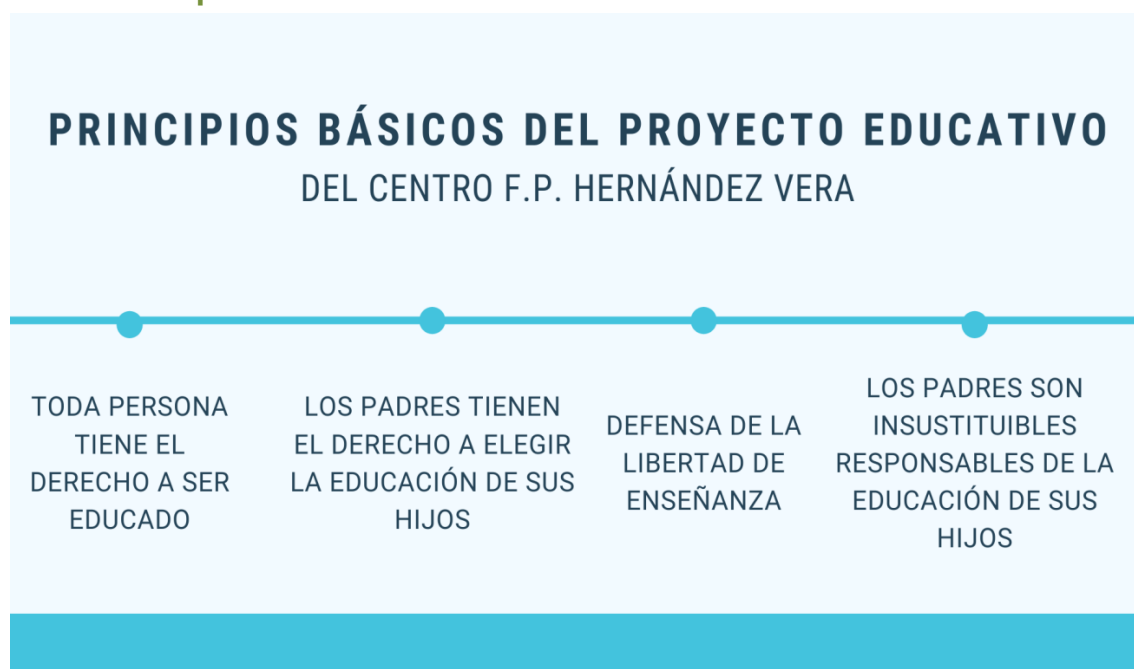 PRINCIPIOS BÁSICOS DEL PROYECTO EDUCATIVO
DEL CENTRO F.P. HERNÁNDEZ VERA
TODA PERSONA
TIENE EL
DERECHO A SER
EDUCADO
LOS PADRES TIENEN
EL DERECHO A ELEGIR
LA EDUCACIÓN DE SUS
HIJOS
DEFENSA DE LA
LIBERTAD DE
ENSEÑANZA
LOS PADRES SON
INSUSTITUIBLES
RESPONSABLES DE LA
EDUCACIÓN DE SUS
HIJOS